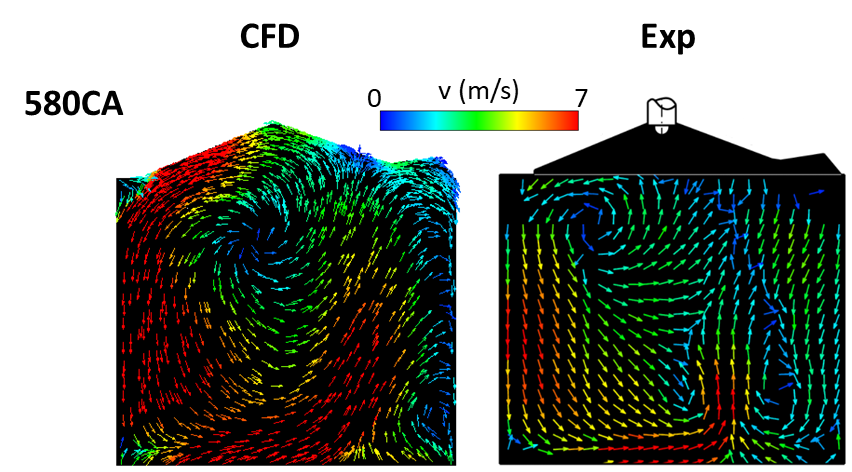 CFD
Exp
580CA
0 v (m/s) 7